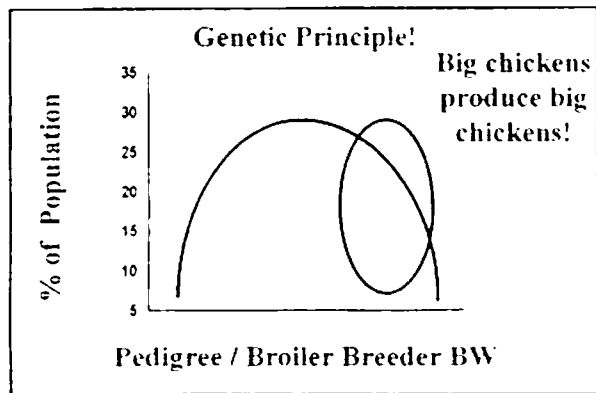 Genetic Principle!
Big chickens
produce big
chickens!
% of Population
35
30
25
20
15
10
5
Pedigree / Broiler Breeder BW